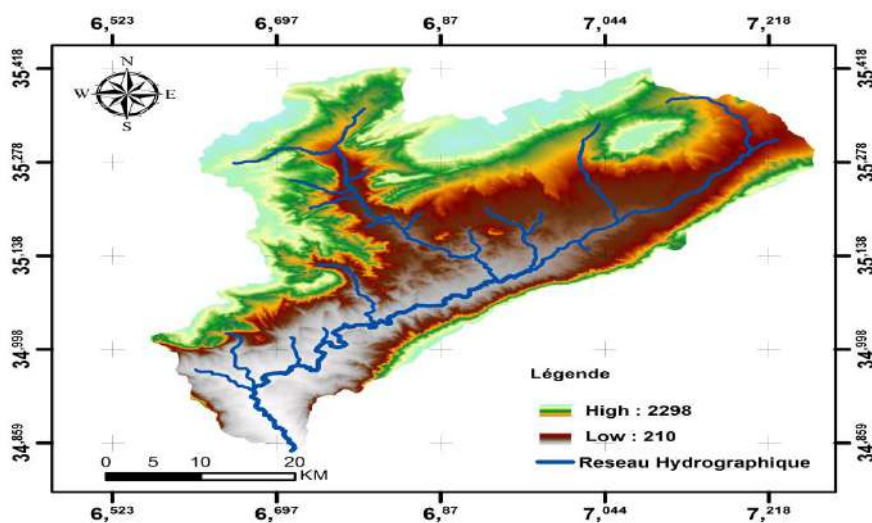 6,523 6,697 6,87 7,044 7,218
35,418 35,418
N
W E
S
35,278 35,278
35,138 35,138
34,998 34,998
Légende
High : 2298
Low : 210
Reseau Hydrographique
34,859 34,859
0 5 10 20
KM
6,523 6,697 6,87 7,044 7,218